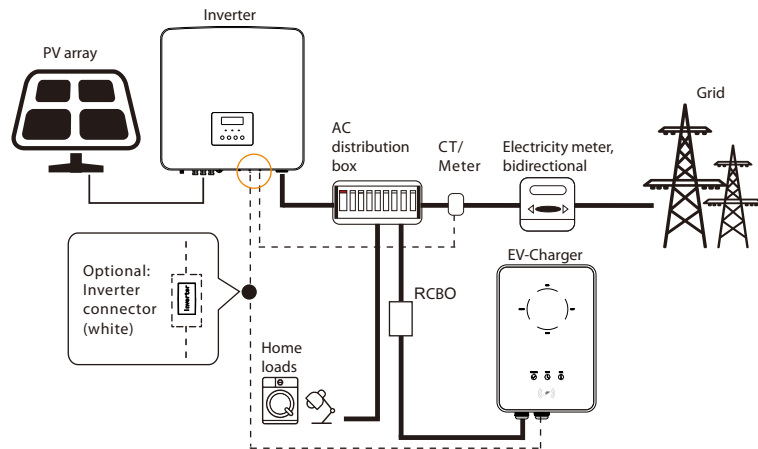 Inverter
PV array
Grid
AC
distribution
box
CT/
Meter
Electricity meter,
bidirectional
EV-Charger
Optional:
Inverter
connector
(white)
Inverter
RCBO
Home
loads